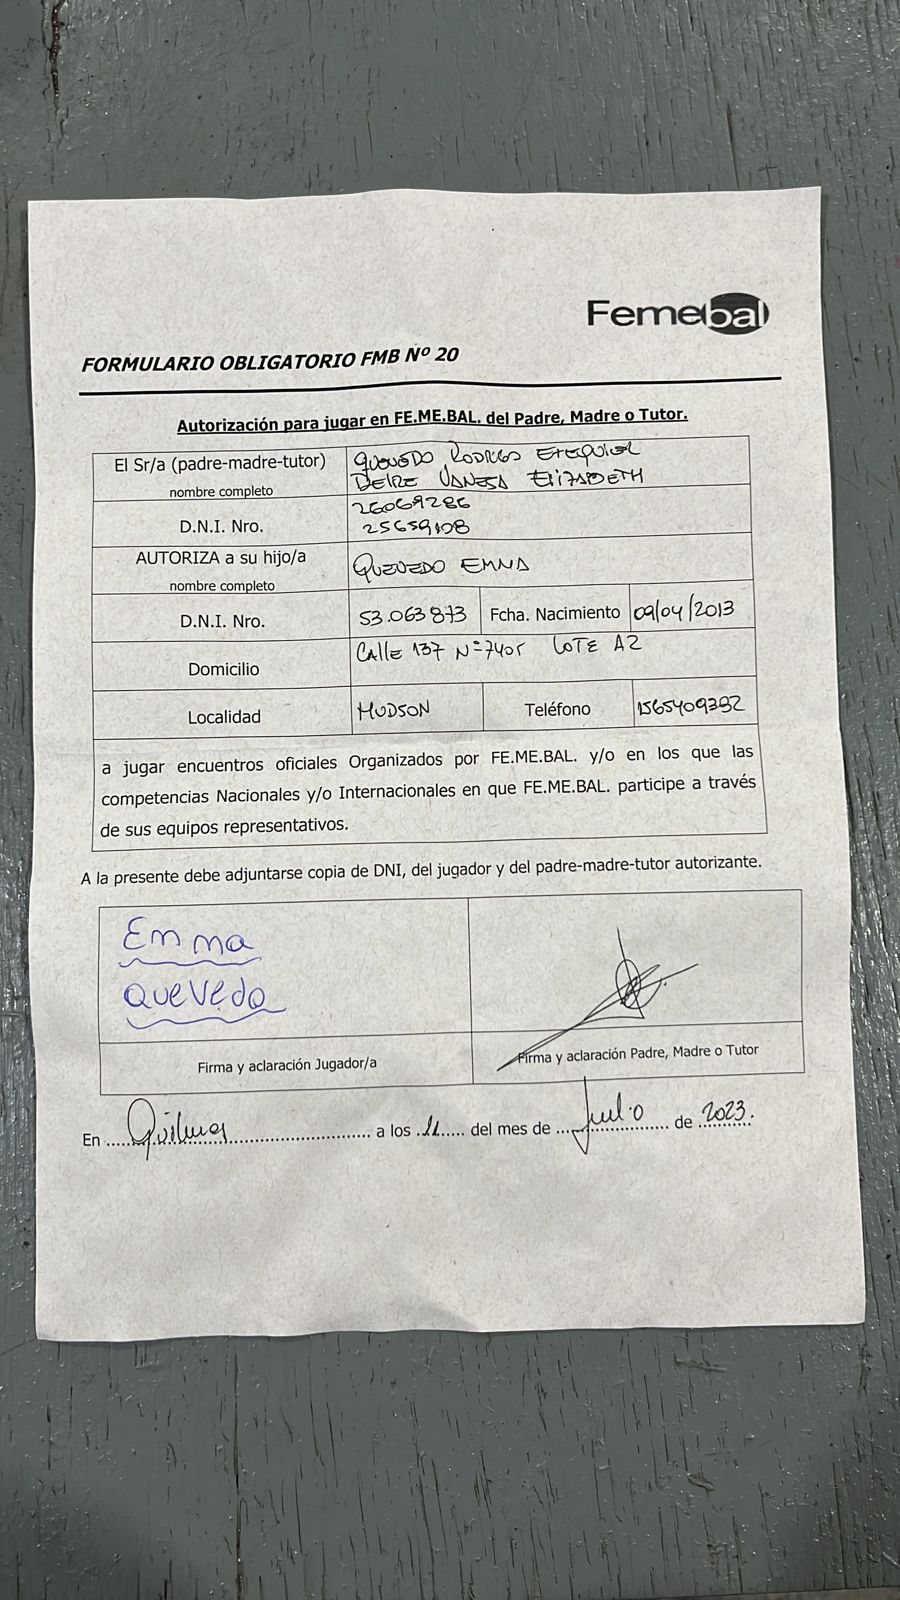 Femebal
FORMULARIO OBLIGATORIO FMB Nº 20
Autorización para jugar en FE.ME.BAL. del Padre, Madre o Tutor.
El Sr/a (padre-madre-tutor)
nombre completo
QUEVEDO RODRIGO EZEQUIEL
DEIRE VANESA ELIZABETH
D.N.I. Nro.
26069286
AUTORIZA a su hijo/a
nombre completo
QUEVEDO EMMA
D.N.I. Nro. 53.063873 Fcha. Nacimiento 09/04/2013
Domicilio CAllE 137 Nº7405 LOTE A2
Localidad HUDSON Teléfono 1565409392
a jugar encuentros oficiales Organizados por FE.ME.BAL. y/o en los que las
competencias Nacionales y/o Internacionales en que FE.ME.BAL. participe a través
de sus equipos representativos.
A la presente debe adjuntarse copia de DNI, del jugador y del padre-madre-tutor autorizante.
Emma
Quevedo
Firma y aclaración Jugador/a Firma y aclaración Padre, Madre o Tutor
En Quilmes a los 11 del mes de Julio de 2023.